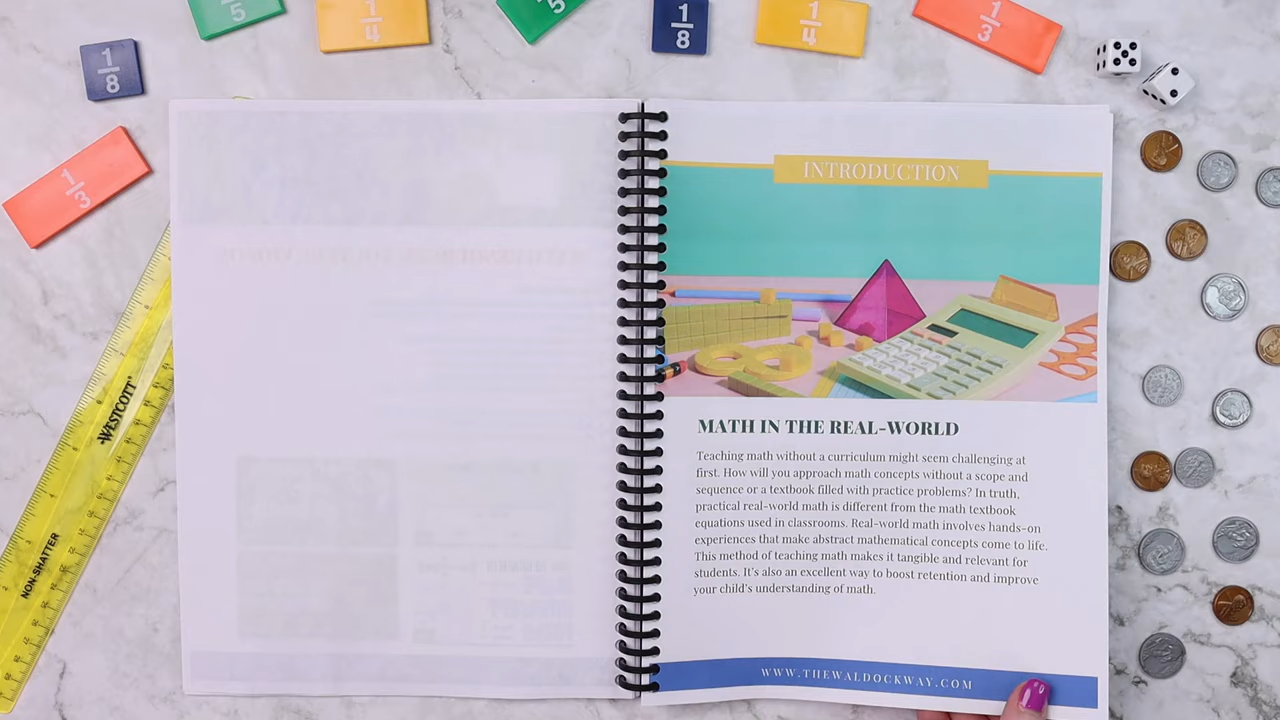 1/5
1/4
1/5
1/8
1/4
1/3
1/8
1/3
WESTCOTT
NON-SHATTER
INTRODUCTION
MATH IN THE REAL-WORLD
Teaching math without a curriculum might seem challenging at
first. How will you approach math concepts without a scope and
sequence or a textbook filled with practice problems? In truth,
practical real-world math is different from the math textbook
equations used in classrooms. Real-world math involves hands-on
experiences that make abstract mathematical concepts come to life.
This method of teaching math makes it tangible and relevant for
students. It's also an excellent way to boost retention and improve
your child's understanding of math.
WWW.THEWALDOCKWAY.COM